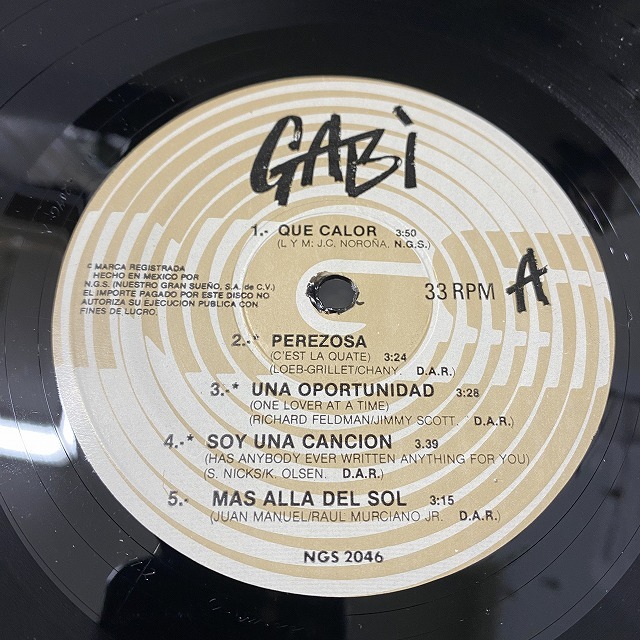 GABÌ
1.- QUE CALOR 3:50
(L Y M: J.C. NOROÑA, N.G.S.)
© MARCA REGISTRADA
HECHO EN MEXICO POR
N.G.S. (NUESTRO GRAN SUEÑO, S.A. de C.V.)
EL IMPORTE PAGADO POR ESTE DISCO NO
AUTORIZA SU EJECUCION PUBLICA CON
FINES DE LUCRO.
33 RPM A
2.-* PEREZOSA
(C'EST LA QUATE) 3:24
(LOEB-GRILLET/CHANY. D.A.R.)
3.-* UNA OPORTUNIDAD 3:28
(ONE LOVER AT A TIME)
(RICHARD FELDMAN/JIMMY SCOTT. D.A.R.)
4.-* SOY UNA CANCION 3.39
(HAS ANYBODY EVER WRITTEN ANYTHING FOR YOU)
(S. NICKS/K. OLSEN. D.A.R.)
5.- MAS ALLA DEL SOL 3:15
(JUAN MANUEL/RAUL MURCIANO JR. D.A.R.)
NGS 2046